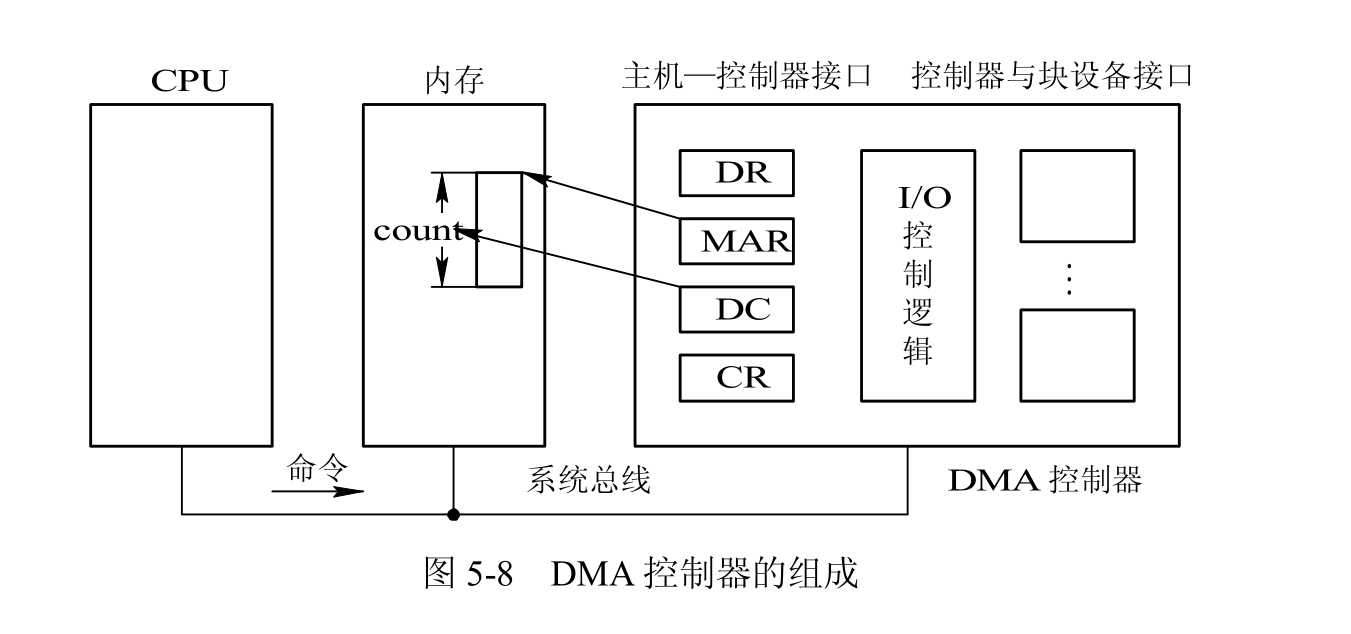 CPU
内存
主机—控制器接口
控制器与块设备接口
count
DR
MAR
DC
CR
I/O
控
制
逻
辑
⋮
命令
系统总线
DMA 控制器
图 5-8 DMA 控制器的组成